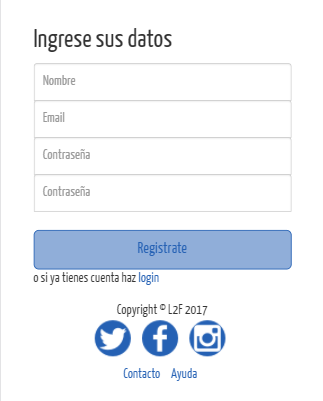 Ingrese sus datos
Nombre
Email
Contraseña
Contraseña
Registrate
o si ya tienes cuenta haz login
Copyright © L2F 2017
Contacto Ayuda